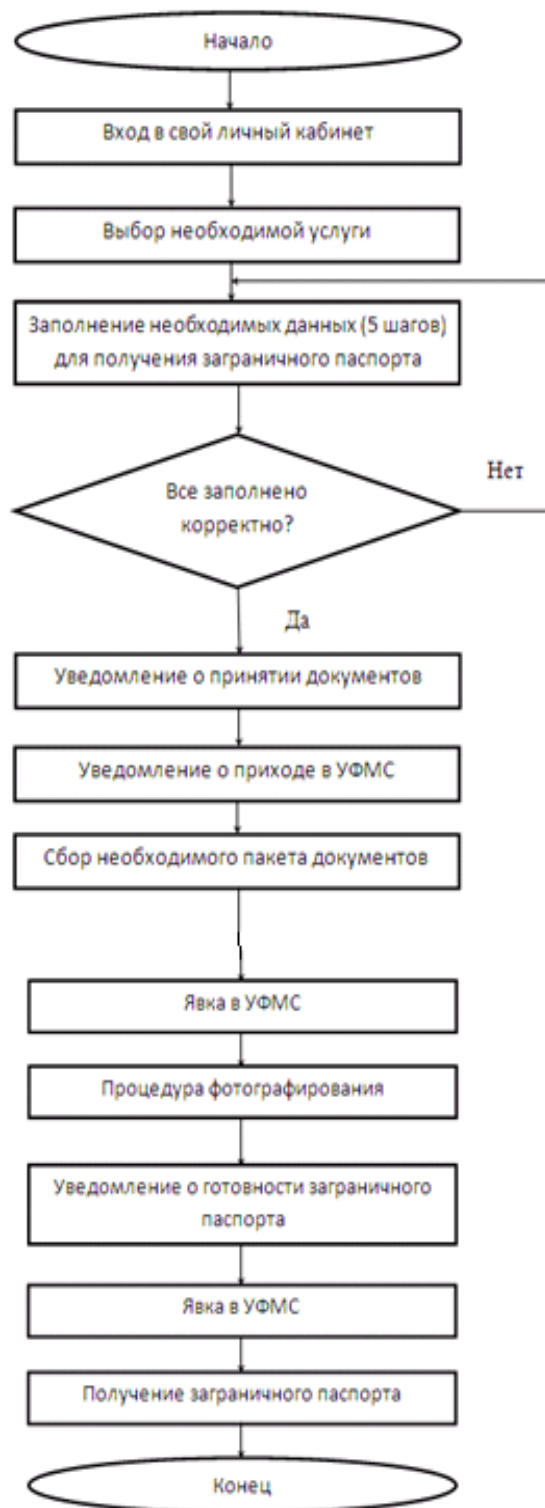 Начало
Вход в свой личный кабинет
Выбор необходимой услуги
Заполнение необходимых данных (5 шагов)
для получения заграничного паспорта
Все заполнено
корректно?
Нет
Да
Уведомление о принятии документов
Уведомление о приходе в УФМС
Сбор необходимого пакета документов
Явка в УФМС
Процедура фотографирования
Уведомление о готовности заграничного
паспорта
Явка в УФМС
Получение заграничного паспорта
Конец